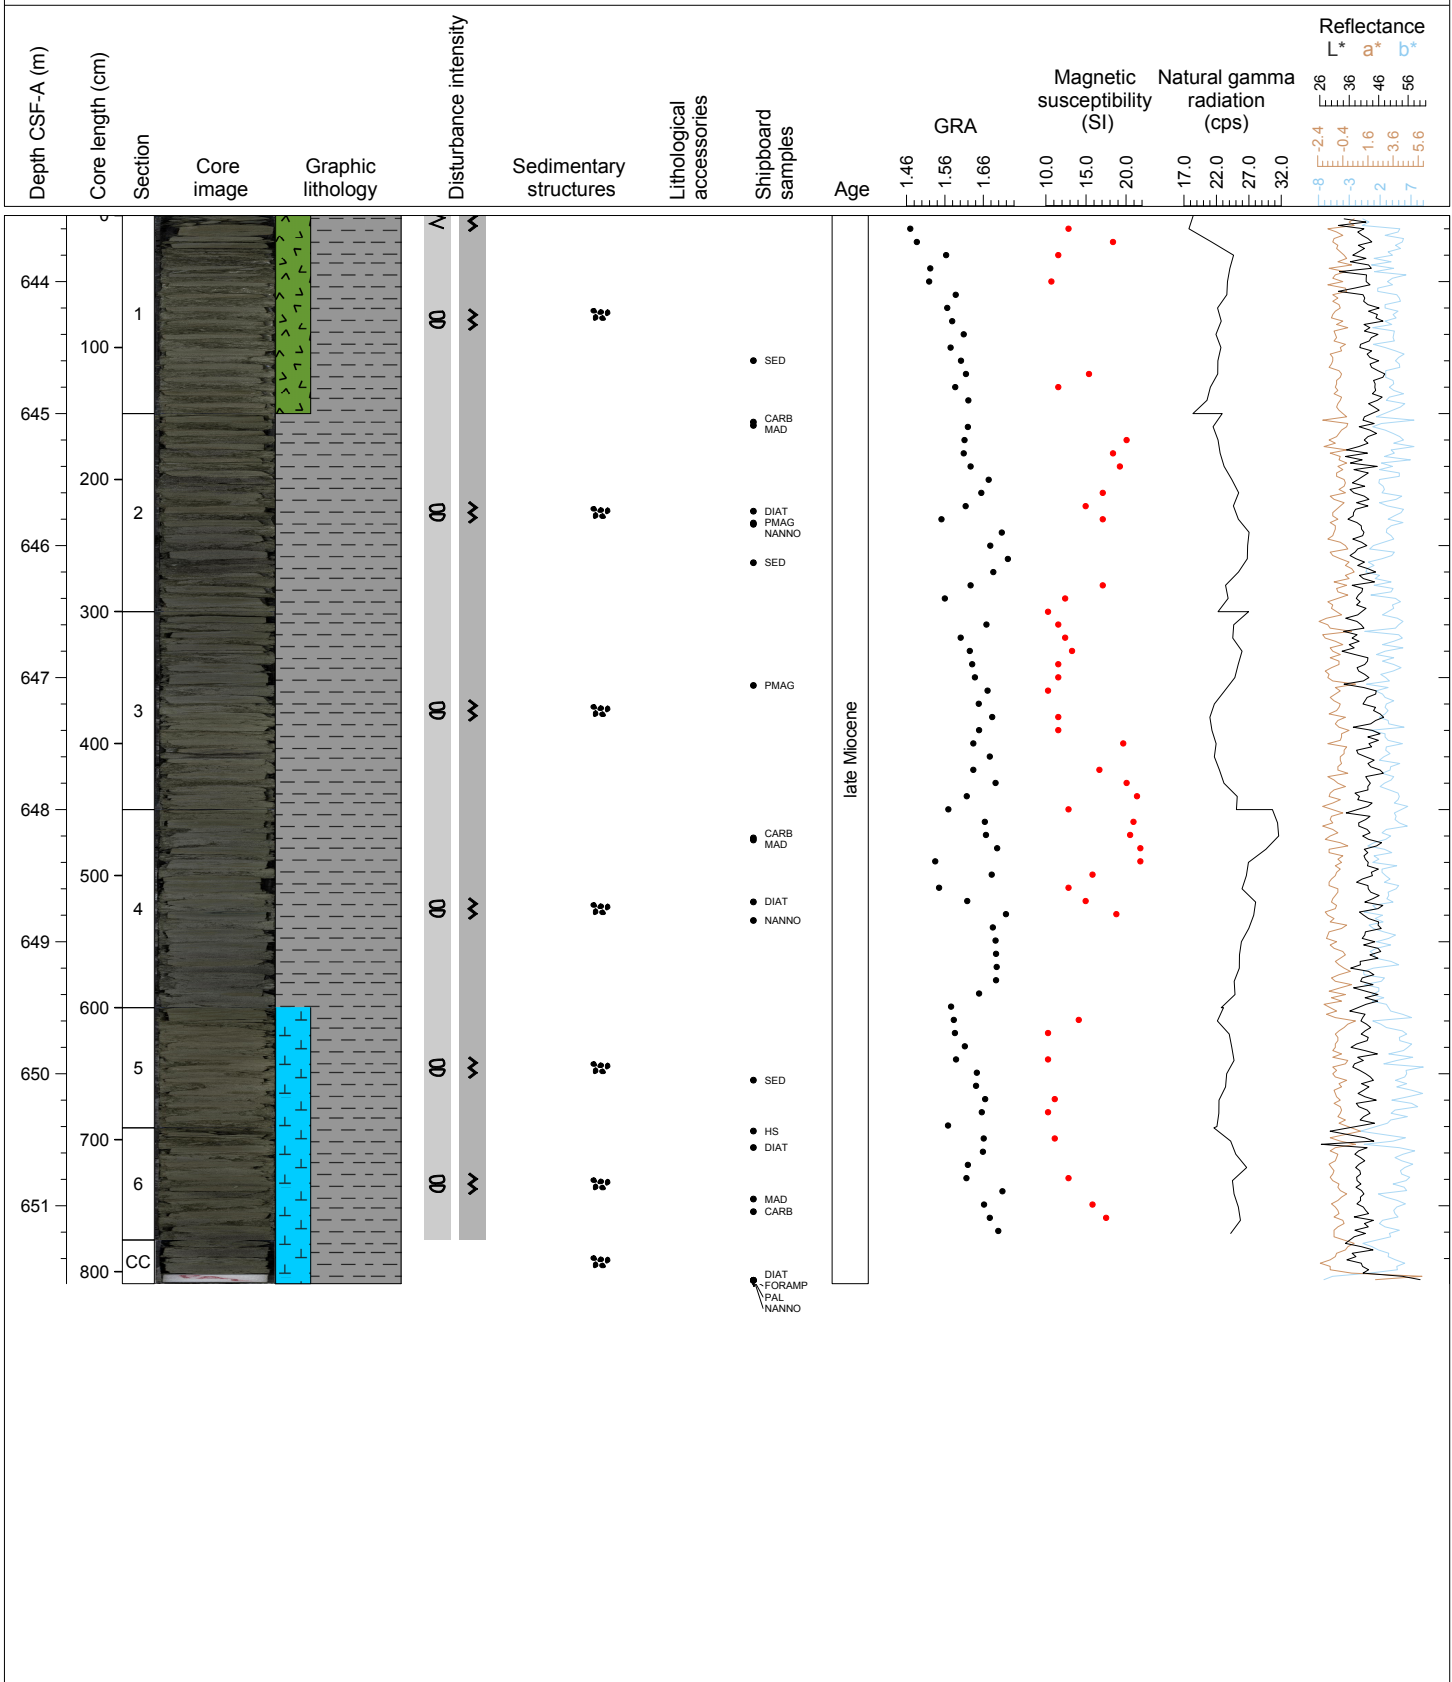 Depth CSF-A (m)
Core length (cm)
Section
Core
image
Graphic
lithology
Disturbance intensity
Sedimentary
structures
Lithological
accessories
Shipboard
samples
Age
GRA
1.46 1.56 1.66
Magnetic
susceptibility
(SI)
10.0 15.0 20.0
Natural gamma
radiation
(cps)
17.0 22.0 27.0 32.0
Reflectance
L* a* b*
26 36 46 56
-2.4 -0.4 1.6 3.6 5.6
-8 -3 2 7
0
644
1
100
SED
645
CARB
MAD
200
2
DIAT
PMAG
NANNO
646
SED
300
647
PMAG
3
400
late Miocene
648
CARB
MAD
500
4
DIAT
NANNO
649
600
5
650
SED
HS
700
DIAT
6
MAD
651
CARB
CC
800
DIAT
FORAMP
PAL
NANNO